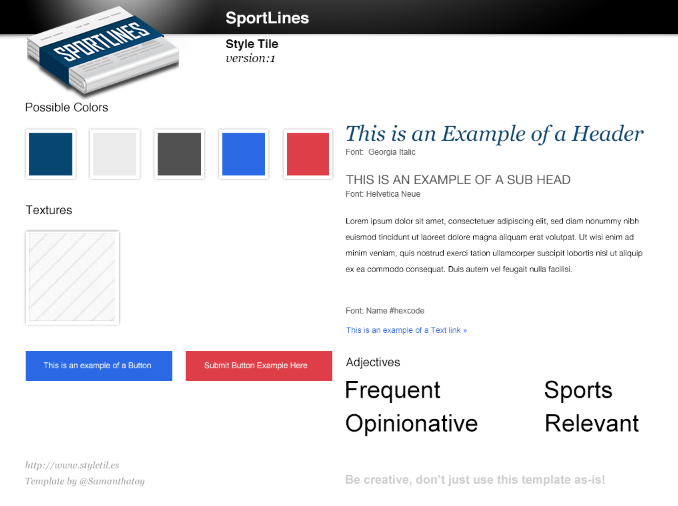 SportLines
SPORTLINES
Style Tile
version:1
Possible Colors
This is an Example of a Header
Font: Georgia Italic
THIS IS AN EXAMPLE OF A SUB HEAD
Font: Helvetica Neue
Textures
Lorem ipsum dolor sit amet, consectetuer adipiscing elit, sed diam nonummy nibh
euismod tincidunt ut laoreet dolore magna aliquam erat volutpat. Ut wisi enim ad
minim veniam, quis nostrud exerci tation ullamcorper suscipit lobortis nisl ut aliquip
ex ea commodo consequat. Duis autem vel feugait nulla facilisi.
Font: Name #hexcode
This is an example of a Text link »
This is an example of a Button
Submit Button Example Here
Adjectives
Frequent
Sports
Opinionative
Relevant
http://www.styletil.es
Template by @Samanthatoy
Be creative, don't just use this template as-is!